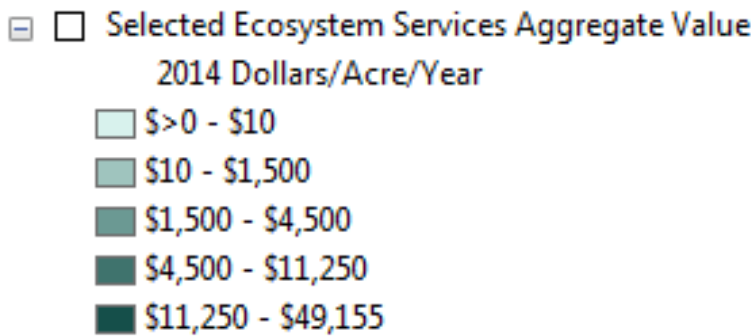 Selected Ecosystem Services Aggregate Value
2014 Dollars/Acre/Year
$>0 - $10
$10 - $1,500
$1,500 - $4,500
$4,500 - $11,250
$11,250 - $49,155